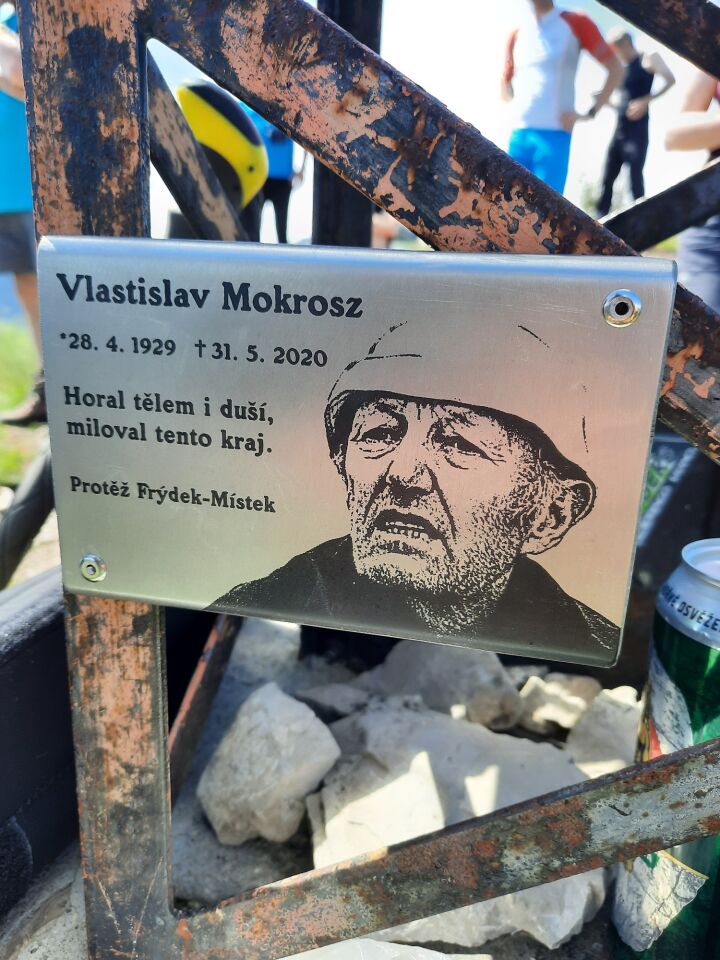 Vlastislav Mokrosz
*28. 4. 1929 †31. 5. 2020
Horal tělem i duší,
miloval tento kraj.
Protěž Frýdek-Místek